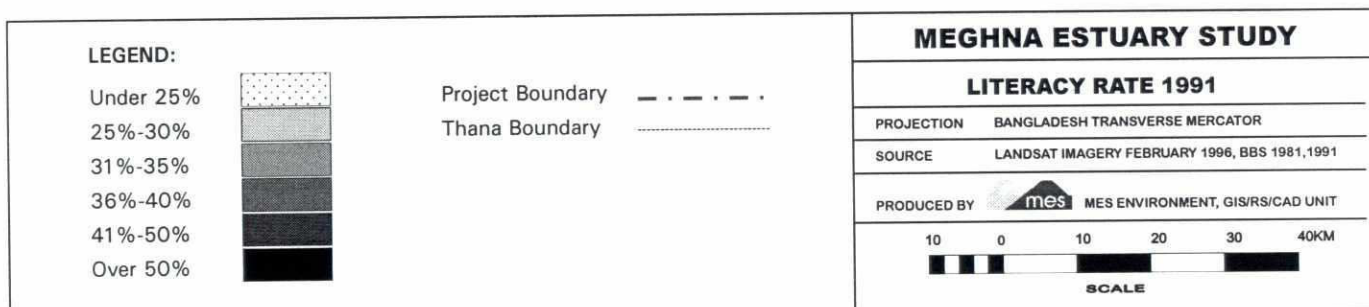 LEGEND:
Under 25%
25%-30%
31%-35%
36%-40%
41%-50%
Over 50%
Project Boundary
Thana Boundary
MEGHNA ESTUARY STUDY
LITERACY RATE 1991
PROJECTION BANGLADESH TRANSVERSE MERCATOR
SOURCE LANDSAT IMAGERY FEBRUARY 1996, BBS 1981,1991
PRODUCED BY mes MES ENVIRONMENT, GIS/RS/CAD UNIT
10 0 10 20 30 40KM
SCALE